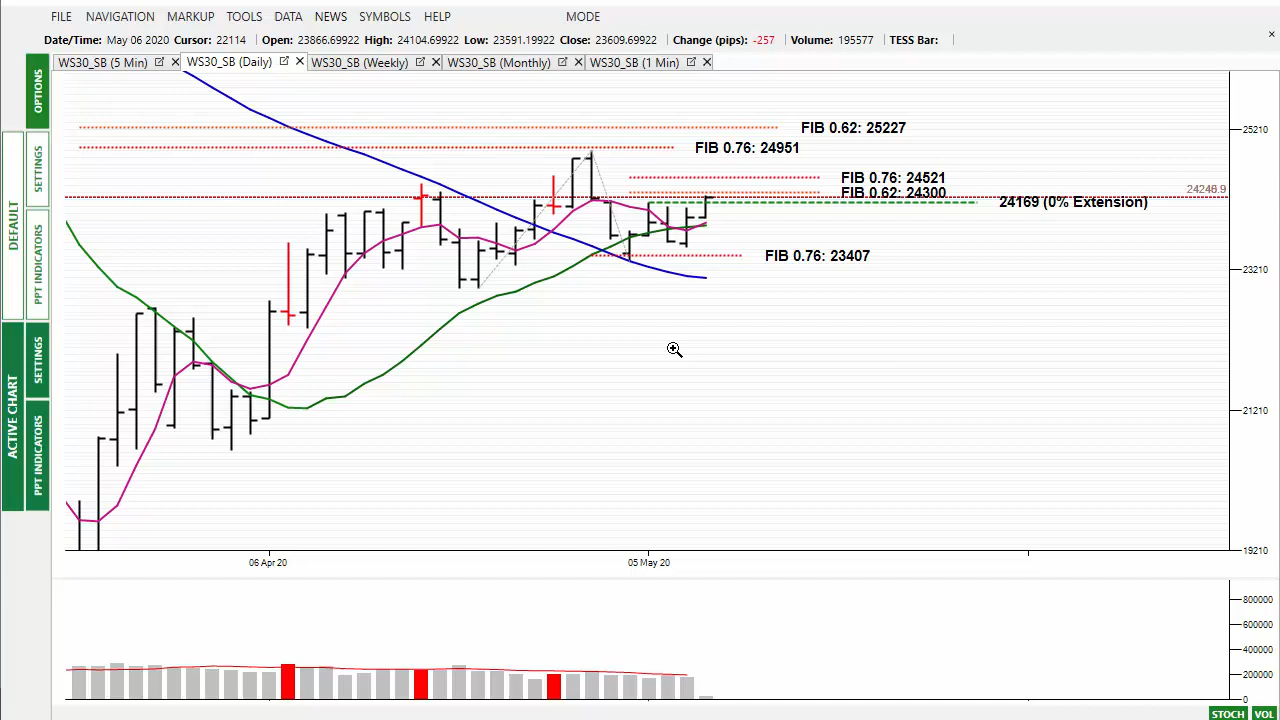 FILE NAVIGATION MARKUP TOOLS DATA NEWS SYMBOLS HELP MODE
Date/Time: May 06 2020 Cursor: 22114 | Open: 23866.69922 High: 24104.69922 Low: 23591.19922 Close: 23609.69922 | Change (pips): -257 | Volume: 195577 | TESS Bar: |
WS30_SB (5 Min) WS30_SB (Daily) WS30_SB (Weekly) WS30_SB (Monthly) WS30_SB (1 Min)
OPTIONS
SETTINGS
PPT INDICATORS
DEFAULT
SETTINGS
PPT INDICATORS
ACTIVE CHART
FIB 0.62: 25227
25210
FIB 0.76: 24951
FIB 0.76: 24521
24246.9
FIB 0.62: 24300
24169 (0% Extension)
FIB 0.76: 23407
23210
21210
19210
06 Apr 20 05 May 20
800000
600000
400000
200000
0
STOCH VOL